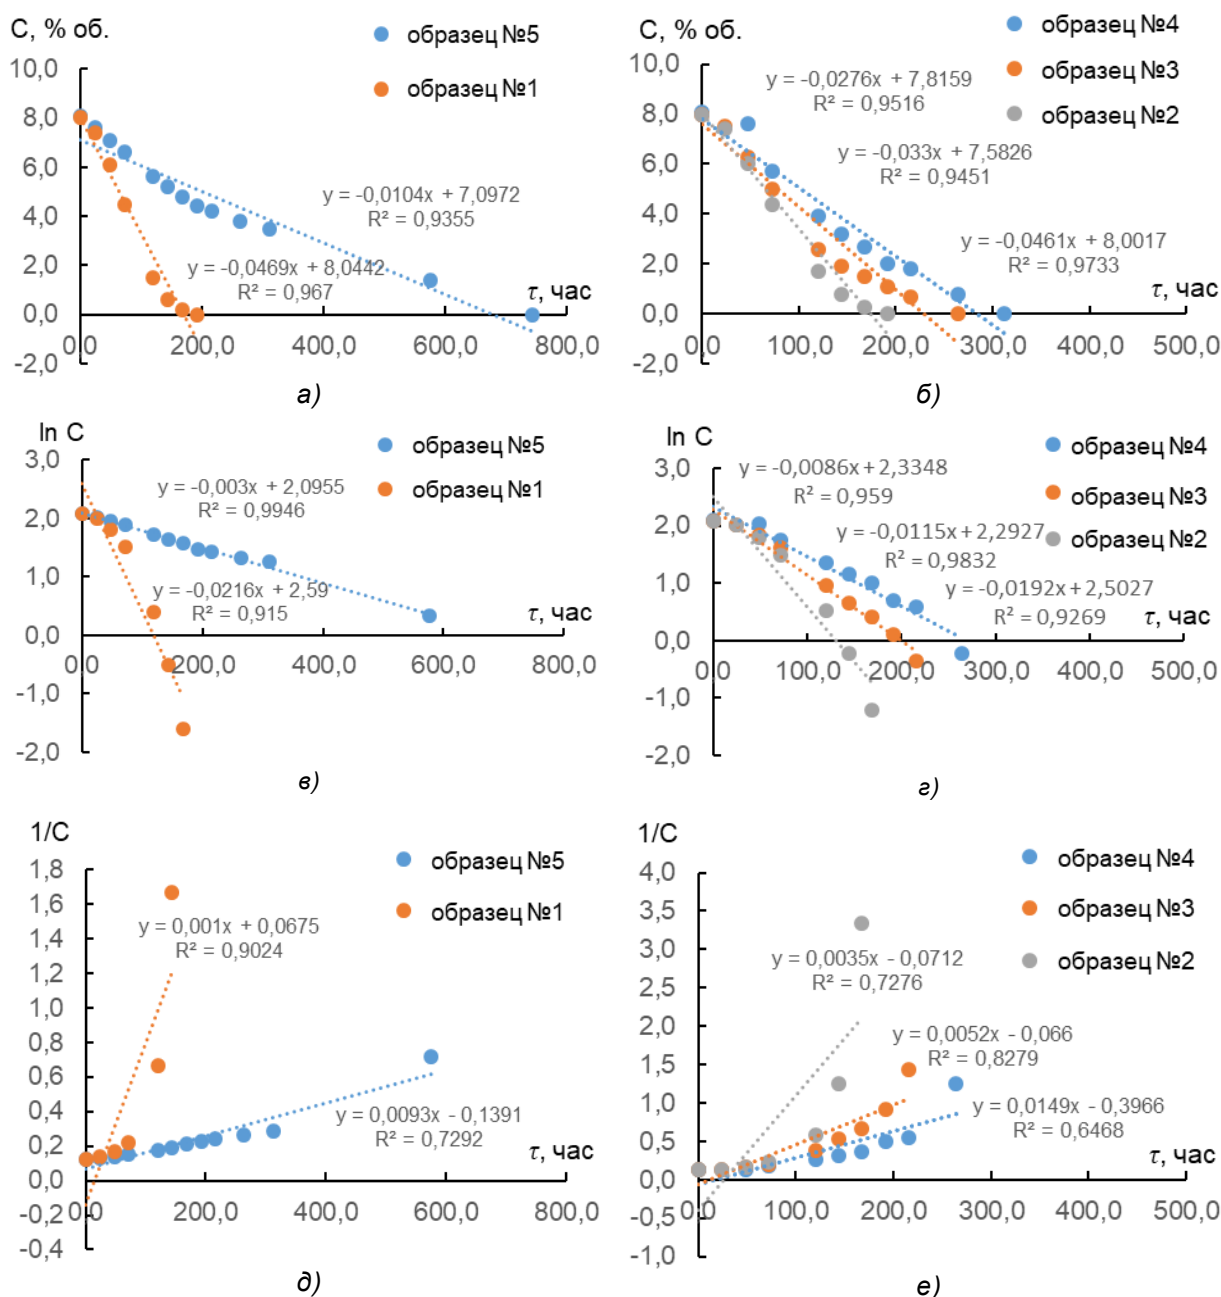 С, % об.
образец №5
образец №1
10,0
8,0
6,0
4,0
2,0
0,0
-2,0
y = -0,0104x + 7,0972
R² = 0,9355
y = -0,0469x + 8,0442
R² = 0,967
τ, час
0,0 200,0 400,0 600,0 800,0
а)
С, % об.
образец №4
образец №3
образец №2
10,0
8,0
6,0
4,0
2,0
0,0
-2,0
y = -0,0276x + 7,8159
R² = 0,9516
y = -0,033x + 7,5826
R² = 0,9451
y = -0,0461x + 8,0017
R² = 0,9733
τ, час
0,0 100,0 200,0 300,0 400,0 500,0
б)
ln C
образец №5
образец №1
3,0
2,0
1,0
0,0
-1,0
-2,0
y = -0,003x + 2,0955
R² = 0,9946
y = -0,0216x + 2,59
R² = 0,915
τ, час
0,0 200,0 400,0 600,0 800,0
в)
ln C
образец №4
образец №3
образец №2
3,0
2,0
1,0
0,0
-1,0
-2,0
y = -0,0086x + 2,3348
R² = 0,959
y = -0,0115x + 2,2927
R² = 0,9832
y = -0,0192x + 2,5027
R² = 0,9269
τ, час
0,0 100,0 200,0 300,0 400,0 500,0
г)
1/C
образец №5
образец №1
1,8
1,6
1,4
1,2
1,0
0,8
0,6
0,4
0,2
0,0
-0,2
-0,4
y = 0,001x + 0,0675
R² = 0,9024
y = 0,0093x - 0,1391
R² = 0,7292
τ, час
0,0 200,0 400,0 600,0 800,0
д)
1/C
образец №4
образец №3
образец №2
4,0
3,5
3,0
2,5
2,0
1,5
1,0
0,5
0,0
-0,5
-1,0
y = 0,0035x - 0,0712
R² = 0,7276
y = 0,0052x - 0,066
R² = 0,8279
y = 0,0149x - 0,3966
R² = 0,6468
τ, час
0,0 100,0 200,0 300,0 400,0 500,0
е)